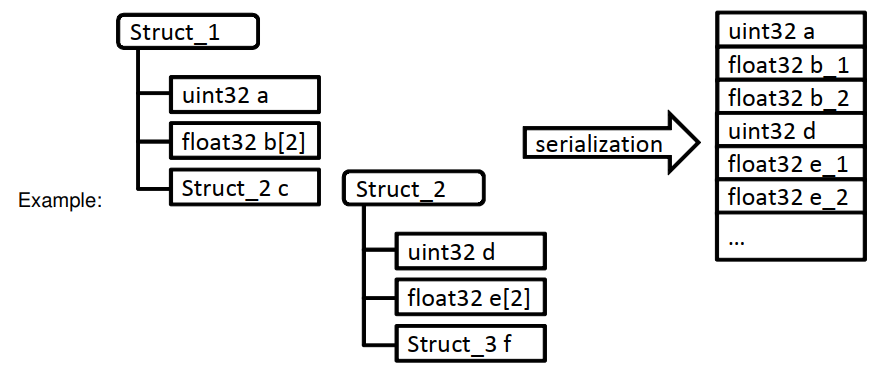 Example:
Struct_1
uint32 a
float32 b[2]
Struct_2 c
Struct_2
uint32 d
float32 e[2]
Struct_3 f
serialization
uint32 a
float32 b_1
float32 b_2
uint32 d
float32 e_1
float32 e_2
...